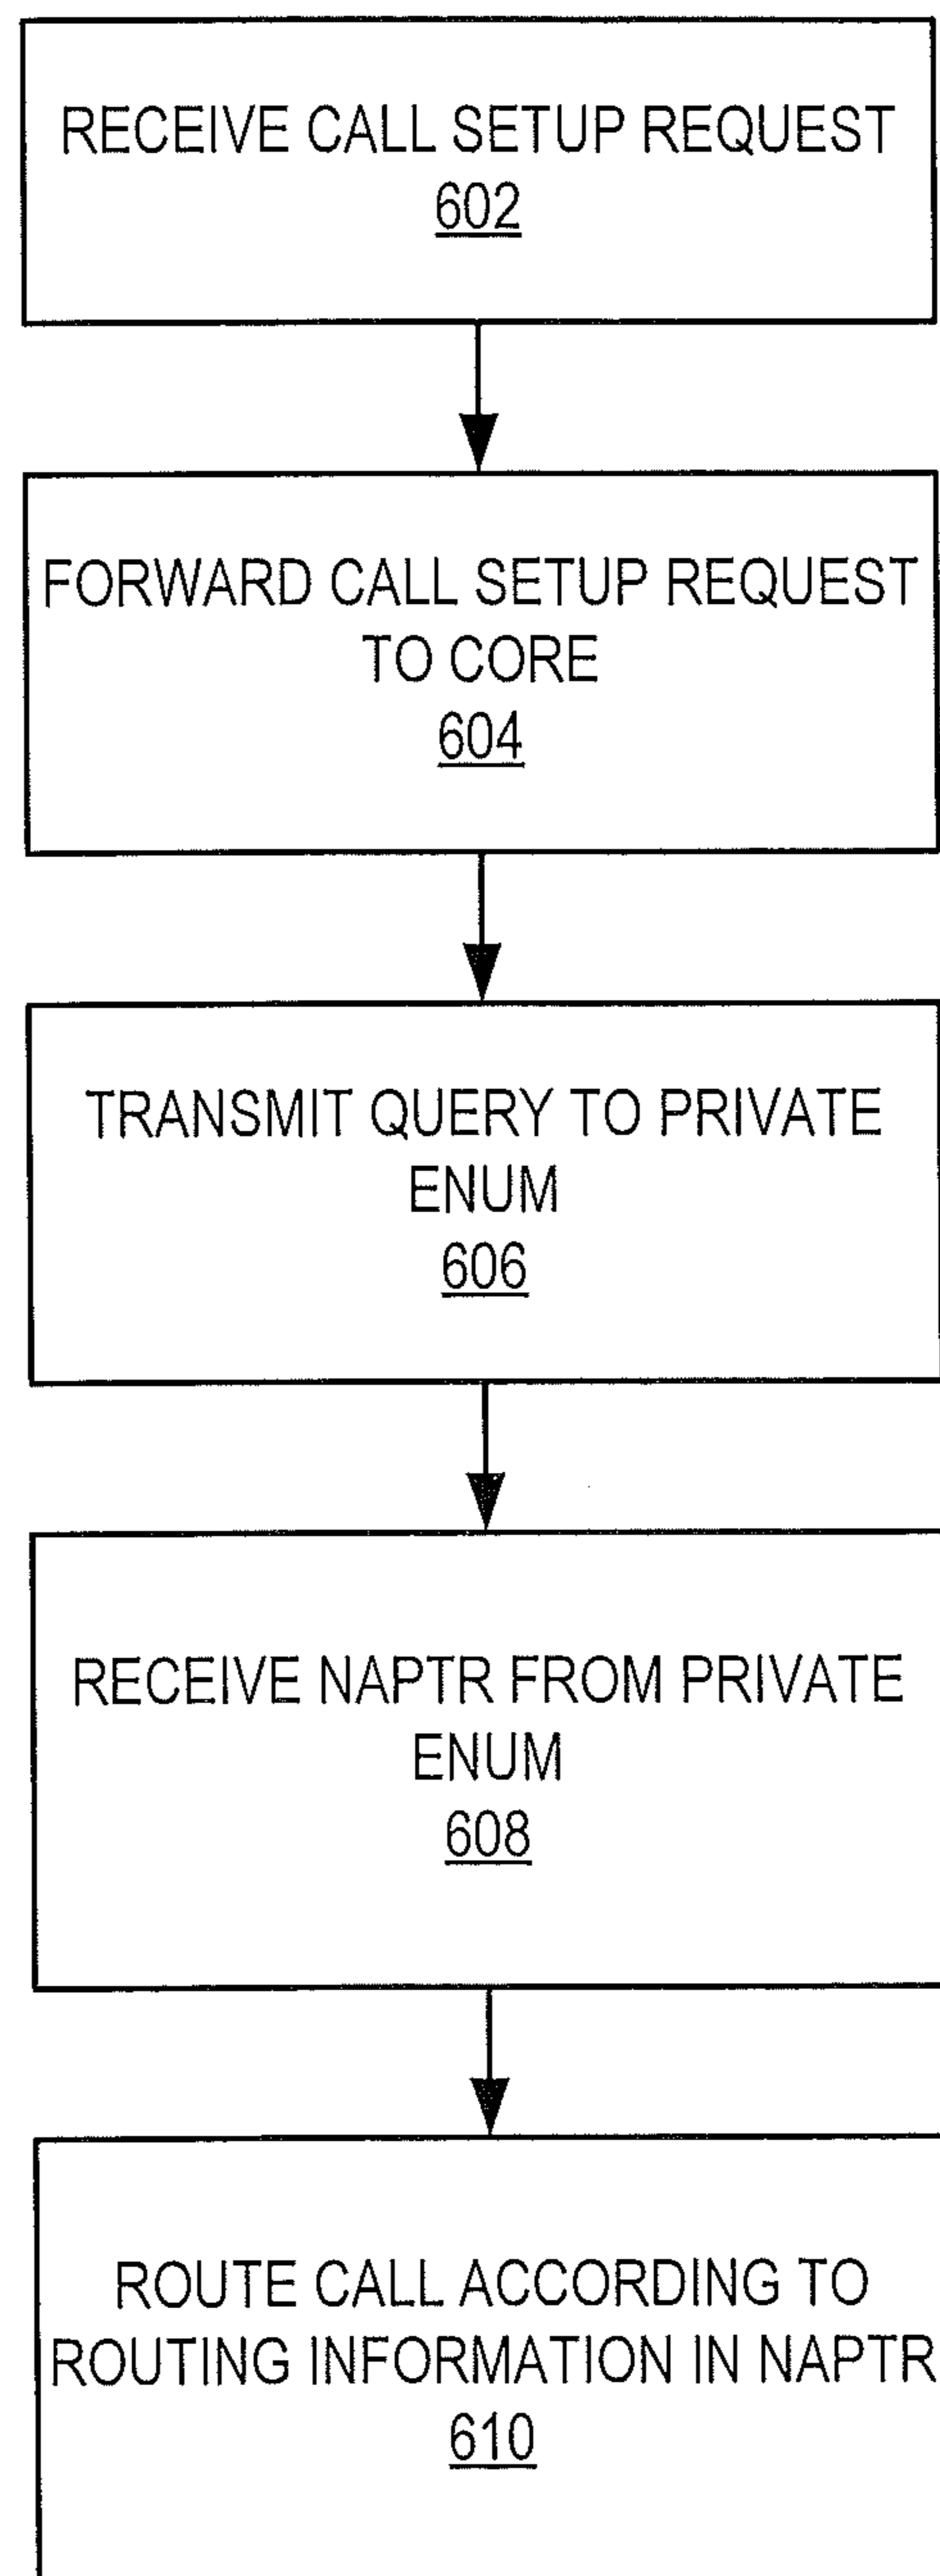 RECEIVE CALL SETUP REQUEST
602
FORWARD CALL SETUP REQUEST
TO CORE
604
TRANSMIT QUERY TO PRIVATE
ENUM
606
RECEIVE NAPTR FROM PRIVATE
ENUM
608
ROUTE CALL ACCORDING TO
ROUTING INFORMATION IN NAPTR
610